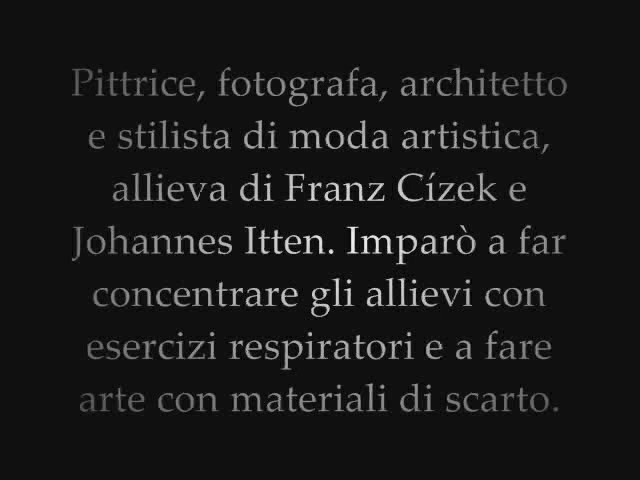 Pittrice, fotografa, architetto
e stilista di moda artistica,
allieva di Franz Cízek e
Johannes Itten. Imparò a far
concentrare gli allievi con
esercizi respiratori e a fare
arte con materiali di scarto.